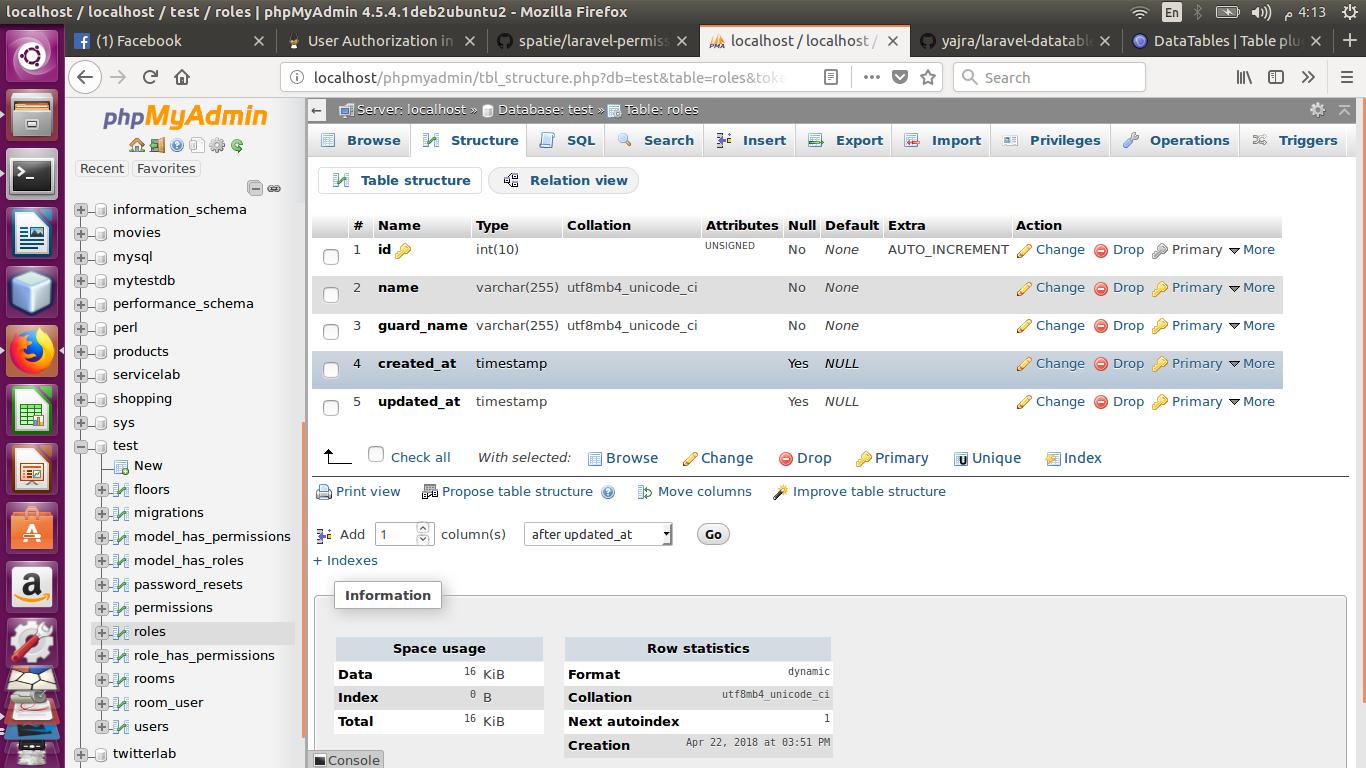 localhost / localhost / test / roles | phpMyAdmin 4.5.4.1deb2ubuntu2 - Mozilla Firefox
En
4:13 م
(1) Facebook
User Authorization in
spatie/laravel-permiss
localhost / localhost /
yajra/laravel-datatabl
DataTables | Table plu
localhost/phpmyadmin/tbl_structure.php?db=test&table=roles&toke
Search
phpMyAdmin
Recent
Favorites
information_schema
movies
mysql
mytestdb
performance_schema
perl
products
servicelab
shopping
sys
test
New
floors
migrations
model_has_permissions
model_has_roles
password_resets
permissions
roles
role_has_permissions
rooms
room_user
users
twitterlab
Server: localhost » Database: test » Table: roles
Browse Structure SQL Search Insert Export Import Privileges Operations Triggers
Table structure Relation view
# Name Type Collation Attributes Null Default Extra Action
1 id int(10) UNSIGNED No None AUTO_INCREMENT Change Drop Primary More
2 name varchar(255) utf8mb4_unicode_ci No None Change Drop Primary More
3 guard_name varchar(255) utf8mb4_unicode_ci No None Change Drop Primary More
4 created_at timestamp Yes NULL Change Drop Primary More
5 updated_at timestamp Yes NULL Change Drop Primary More
Check all With selected: Browse Change Drop Primary Unique Index
Print view Propose table structure Move columns Improve table structure
Add 1 column(s) after updated_at Go
+ Indexes
Information
Space usage
Data 16 KiB
Index 0 B
Total 16 KiB
Row statistics
Format dynamic
Collation utf8mb4_unicode_ci
Next autoindex 1
Creation Apr 22, 2018 at 03:51 PM
Console